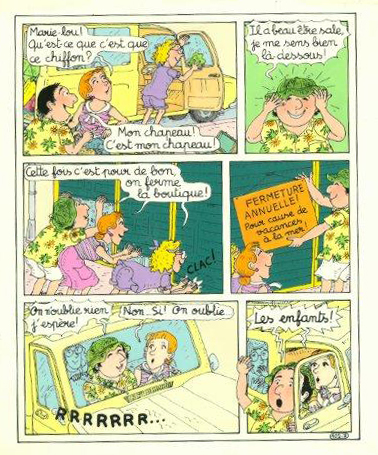 Marie-lou!
Qu'est-ce que c'est que
ce chiffon?
Mon chapeau!
C'est mon chapeau!
Il a beau être sale,
je me sens bien
là-dessous!
Cette fois c'est pour de bon,
on ferme
la boutique!
CLAC!
FERMETURE
ANNUELLE!
Pour cause de
vacances,
à la mer!
On n'oublie rien
j'espère!
Non.. Si! On oublie..
RRRRRRR...
Les enfants!